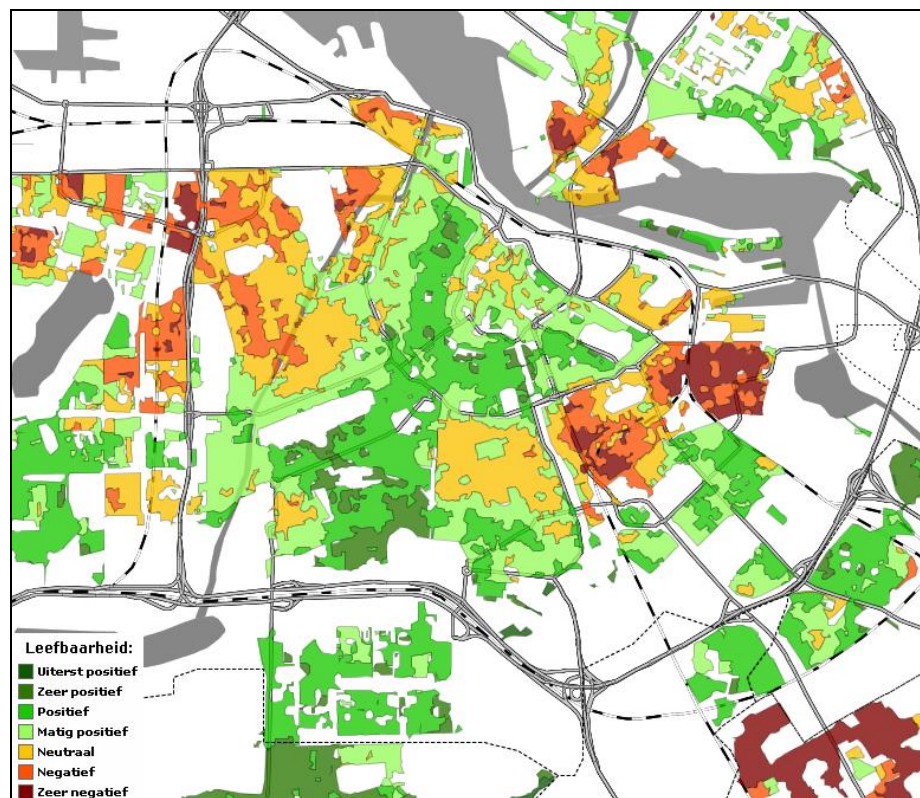 Leefbaarheid:
Uiterst positief
Zeer positief
Positief
Matig positief
Neutraal
Negatief
Zeer negatief